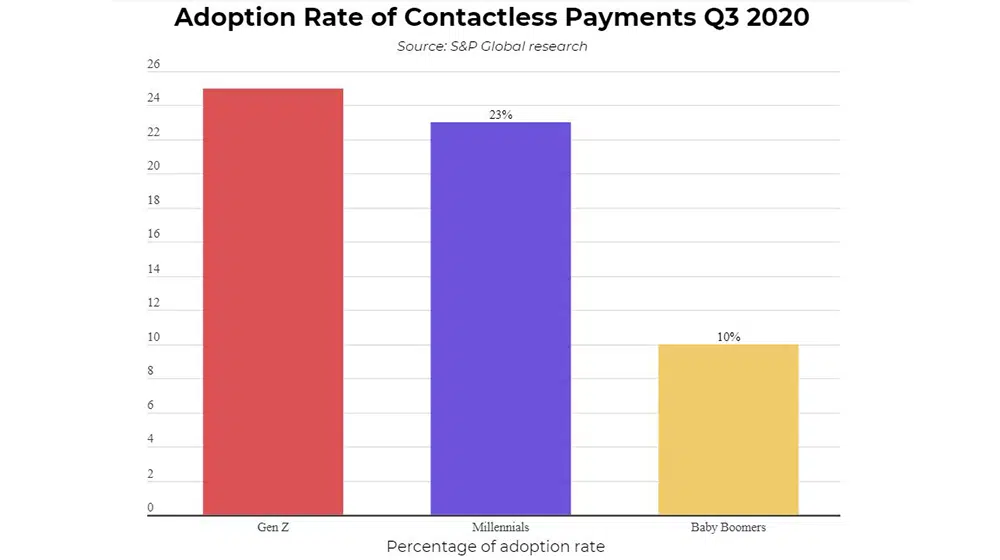 Adoption Rate of Contactless Payments Q3 2020
Source: S&P Global research
26
24
22
20
18
16
14
12
10
8
6
4
2
0
23%
10%
Gen Z
Millennials
Baby Boomers
Percentage of adoption rate